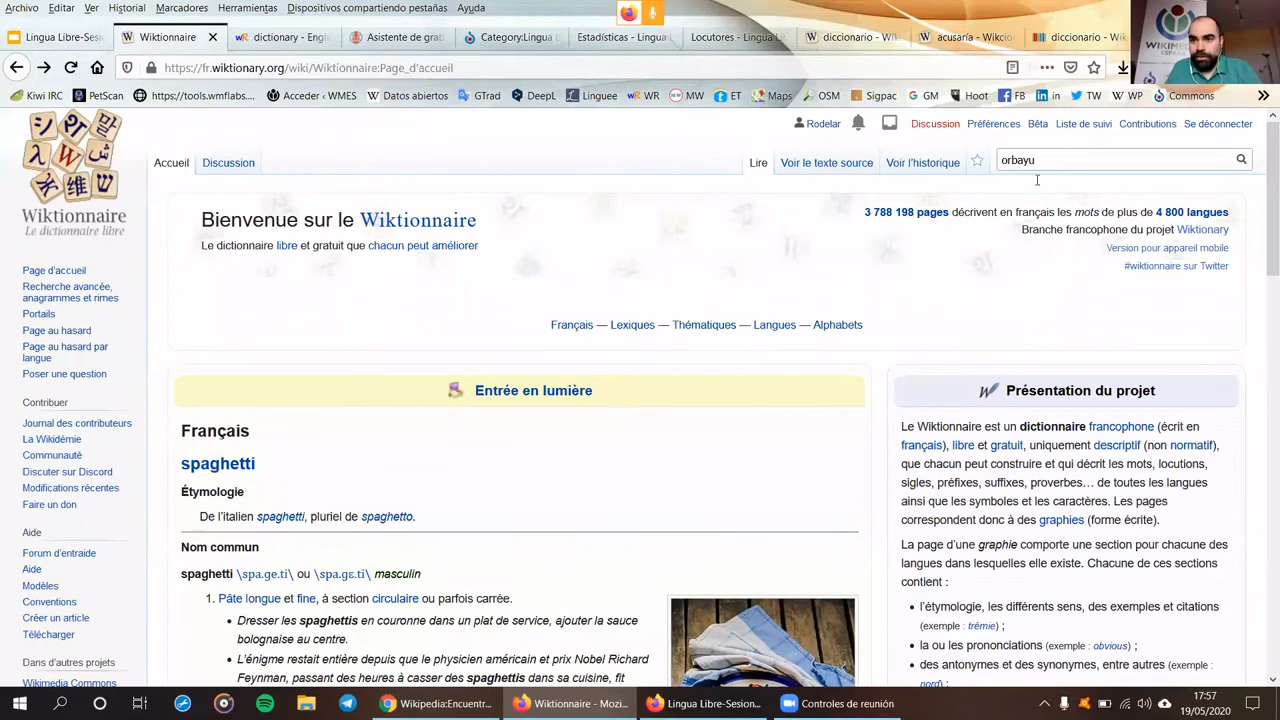 Archivo Editar Ver Historial Marcadores Herramientas Dispositivos compartiendo pestañas Ayuda
Lingua Libre-Sesi
Wiktionnaire
dictionary - Engl
Asistente de grab
Category:Lingua L
Estadísticas - Lingua L
Locutores - Lingua L
diccionario - Wik
acusaría - Wikcio
diccionari
WIKIMEDIA
ESPAÑA
https://fr.wiktionary.org/wiki/Wiktionnaire:Page_d'accueil
Kiwi IRC PetScan https://tools.wmflabs... Acceder WMES Datos abiertos GTrad DeepL Linguee WR MW ET Maps OSM Sigpac GM Hoot FB in TW WP Commons
Rodelar Discussion Préférences Bêta Liste de suivi Contributions Se déconnecter
Accueil Discussion Lire Voir le texte source Voir l'historique orbayu
Wiktionnaire
Le dictionnaire libre
Page d'accueil
Recherche avancée,
anagrammes et rimes
Portails
Page au hasard
Page au hasard par
langue
Poser une question
Contribuer
Journal des contributeurs
La Wikidémie
Communauté
Discuter sur Discord
Modifications récentes
Faire un don
Aide
Forum d'entraide
Aide
Modèles
Conventions
Créer un article
Télécharger
Dans d'autres projets
Wikimedia Commons
Bienvenue sur le Wiktionnaire
Le dictionnaire libre et gratuit que chacun peut améliorer
3 788 198 pages décrivent en français les mots de plus de 4 800 langues
Branche francophone du projet Wiktionary
Version pour appareil mobile
#wiktionnaire sur Twitter
Français — Lexiques — Thématiques — Langues — Alphabets
Entrée en lumière
Français
spaghetti
Étymologie
De l'italien spaghetti, pluriel de spaghetto.
Nom commun
spaghetti \spa.ge.ti\ ou \spa.gɛ.ti\ masculin
1. Pâte longue et fine, à section circulaire ou parfois carrée.
• Dresser les spaghettis en couronne dans un plat de service, ajouter la sauce
bolognaise au centre.
• L'énigme restait entière depuis que le physicien américain et prix Nobel Richard
Feynman, passant des heures à casser des spaghettis dans sa cuisine, fit
Présentation du projet
Le Wiktionnaire est un dictionnaire francophone (écrit en
français), libre et gratuit, uniquement descriptif (non normatif),
que chacun peut construire et qui décrit les mots, locutions,
sigles, préfixes, suffixes, proverbes… de toutes les langues
ainsi que les symboles et les caractères. Les pages
correspondent donc à des graphies (forme écrite).
La page d'une graphie comporte une section pour chacune des
langues dans lesquelles elle existe. Chacune de ces sections
contient :
• l'étymologie, les différents sens, des exemples et citations
(exemple : trémie) ;
• la ou les prononciations (exemple : obvious) ;
• des antonymes et des synonymes, entre autres (exemple :
nord) ;
Wikipedia:Encuentr... Wiktionnaire - Mozi... Lingua Libre-Sesion... Controles de reunión
17:57
19/05/2020